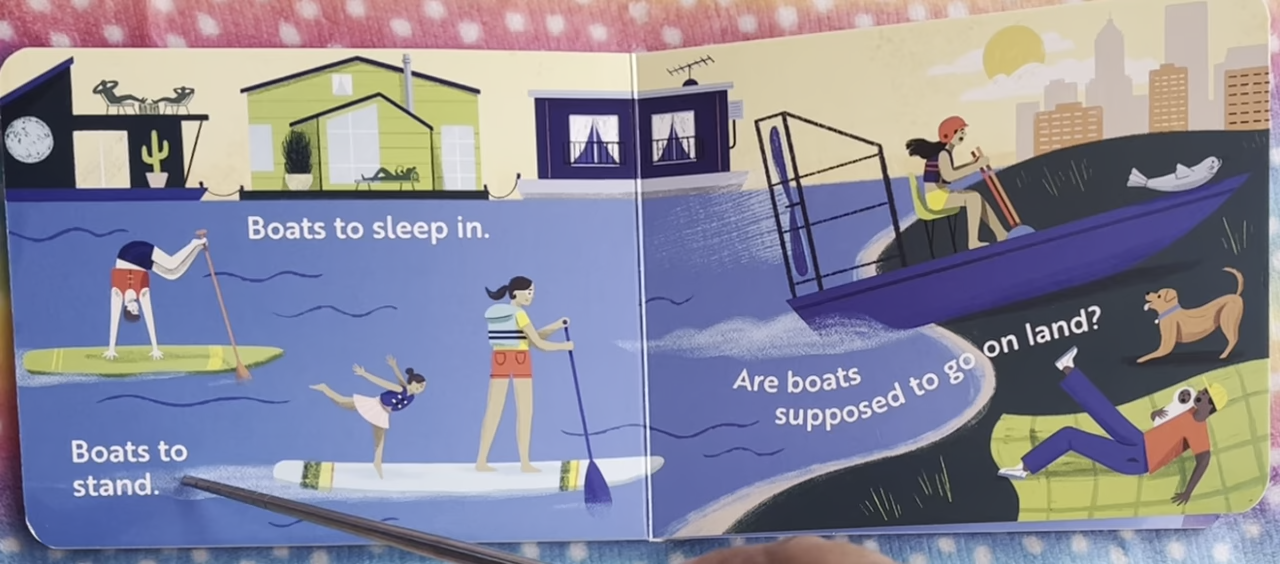 Boats to sleep in.
Boats to
stand.
Are boats
supposed to go on land?